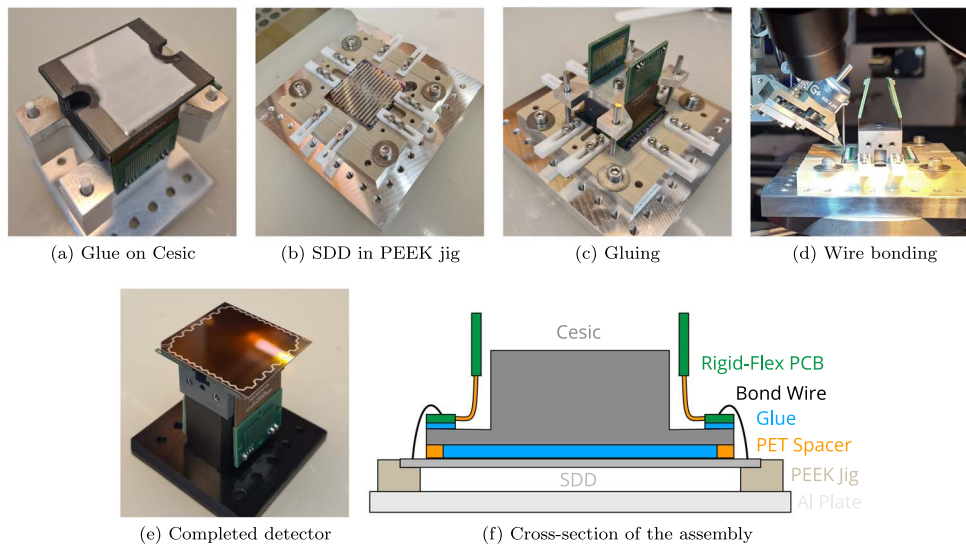 (a) Glue on Cesic
(b) SDD in PEEK jig
(c) Gluing
(d) Wire bonding
Cesic
Rigid-Flex PCB
Bond Wire
Glue
PET Spacer
SDD
PEEK Jig
Al Plate
(e) Completed detector
(f) Cross-section of the assembly